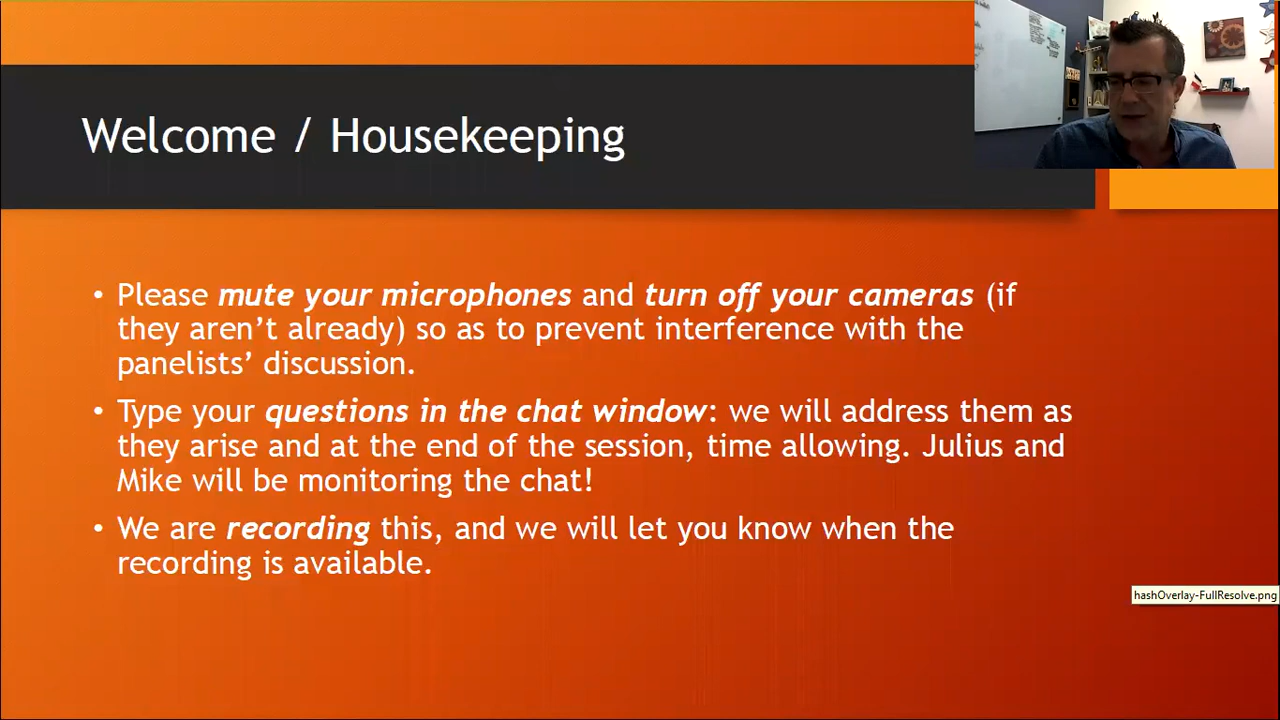 Welcome / Housekeeping
• Please mute your microphones and turn off your cameras (if
they aren’t already) so as to prevent interference with the
panelists’ discussion.
• Type your questions in the chat window: we will address them as
they arise and at the end of the session, time allowing. Julius and
Mike will be monitoring the chat!
• We are recording this, and we will let you know when the
recording is available.
hashOverlay-FullResolve.png